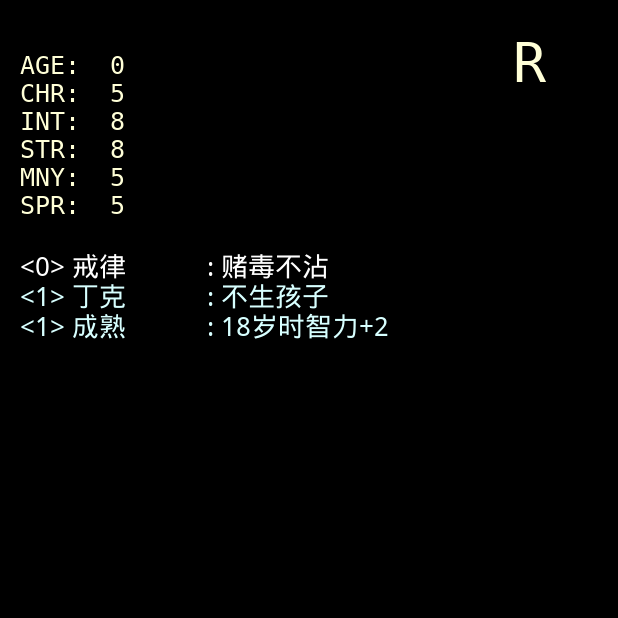 R
AGE: 0
CHR: 5
INT: 8
STR: 8
MNY: 5
SPR: 5
<0> 戒律 : 赌毒不沾
<1> 丁克 : 不生孩子
<1> 成熟 : 18岁时智力+2